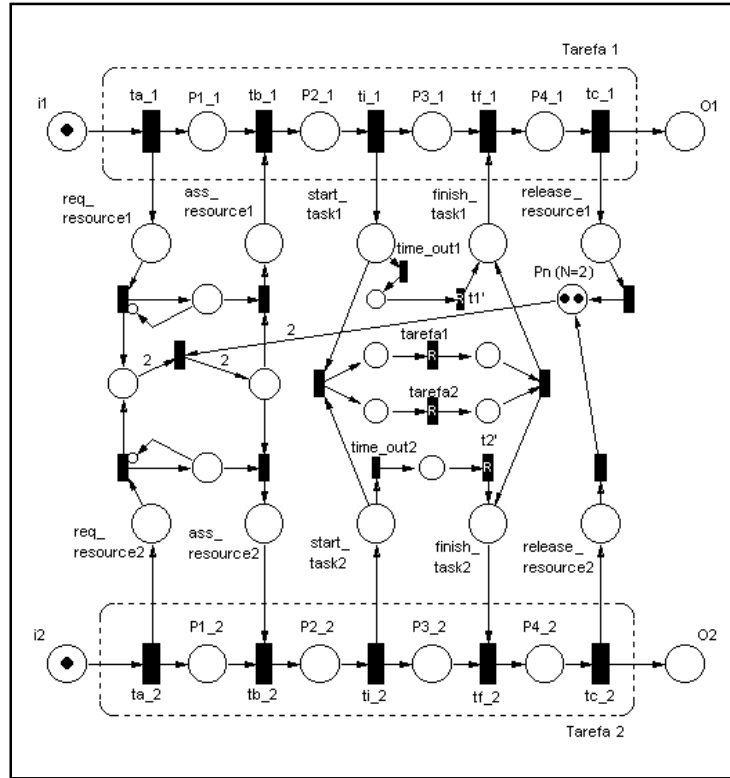 Tarefa 1
i1
ta_1
P1_1
tb_1
P2_1
ti_1
P3_1
tf_1
P4_1
tc_1
O1
req_
resource1
ass_
resource1
start_
task1
finish_
task1
release_
resource1
time_out1
Pn (N=2)
R
t1'
2
2
2
tarefa1
R
tarefa2
R
t2'
time_out2
R
req_
resource2
ass_
resource2
start_
task2
finish_
task2
release_
resource2
i2
P1_2
P2_2
P3_2
P4_2
O2
ta_2
tb_2
ti_2
tf_2
tc_2
Tarefa 2